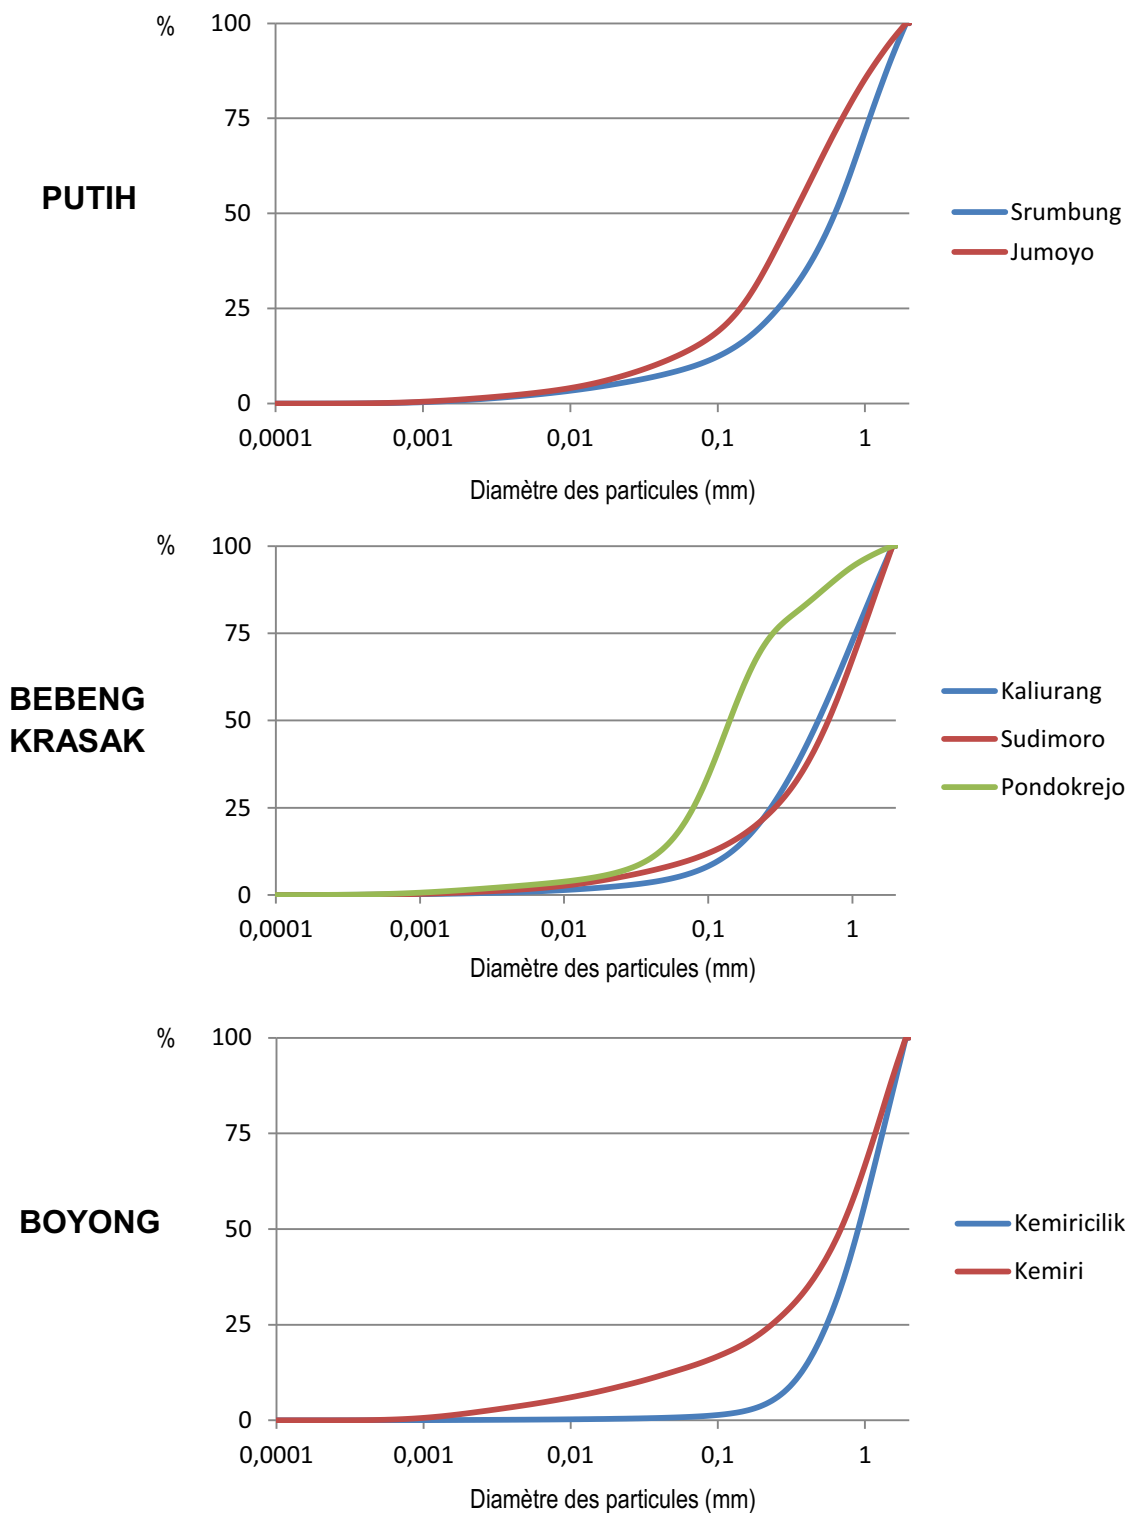 %
100
75
50
25
0
PUTIH
0,0001 0,001 0,01 0,1 1
Diamètre des particules (mm)
Srumbung
Jumoyo
%
100
75
50
25
0
BEBENG
KRASAK
0,0001 0,001 0,01 0,1 1
Diamètre des particules (mm)
Kaliurang
Sudimoro
Pondokrejo
%
100
75
50
25
0
BOYONG
0,0001 0,001 0,01 0,1 1
Diamètre des particules (mm)
Kemiricilik
Kemiri